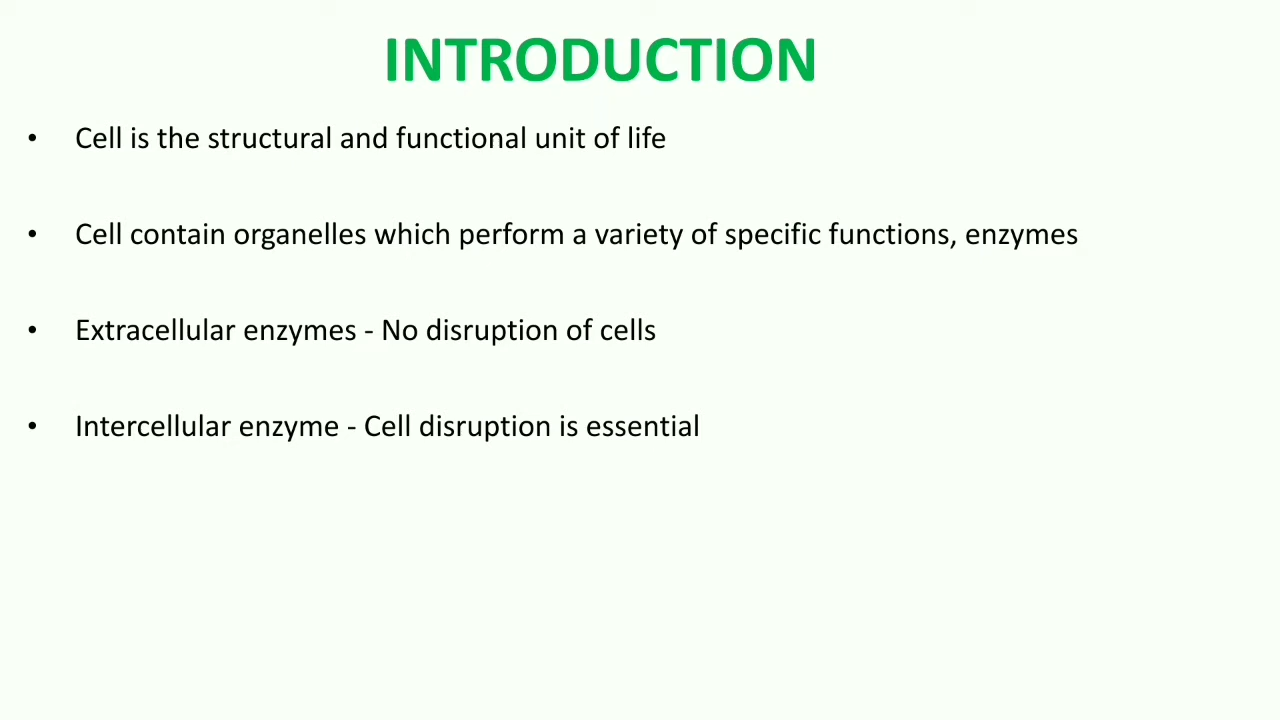 INTRODUCTION
• Cell is the structural and functional unit of life
• Cell contain organelles which perform a variety of specific functions, enzymes
• Extracellular enzymes - No disruption of cells
• Intercellular enzyme - Cell disruption is essential